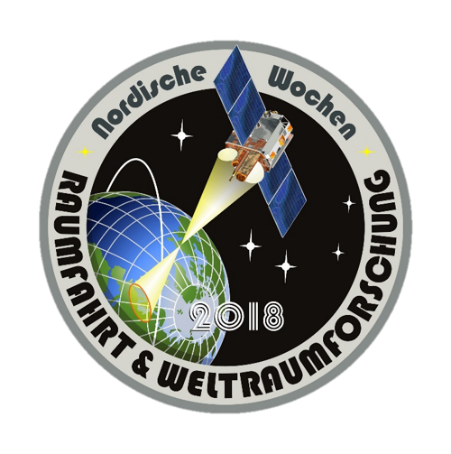 Nordische Wochen
RAUMFAHRT & WELTRAUMFORSCHUNG
2018